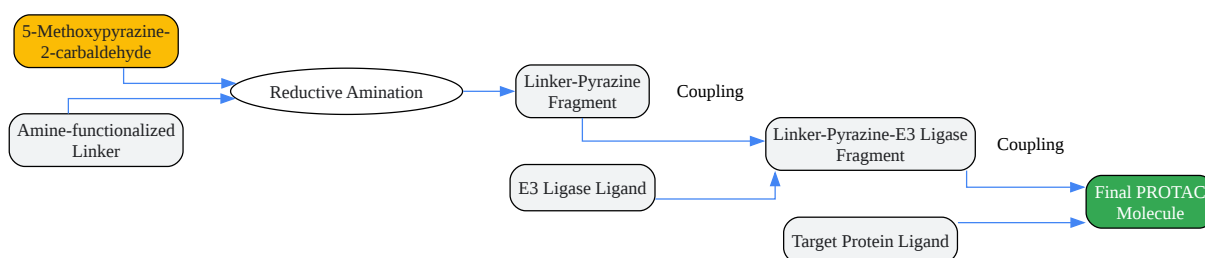 5-Methoxypyrazine-
2-carbaldehyde
Amine-functionalized
Linker
Reductive Amination
Linker-Pyrazine
Fragment
Coupling
E3 Ligase Ligand
Linker-Pyrazine-E3 Ligase
Fragment
Coupling
Target Protein Ligand
Final PROTAC
Molecule